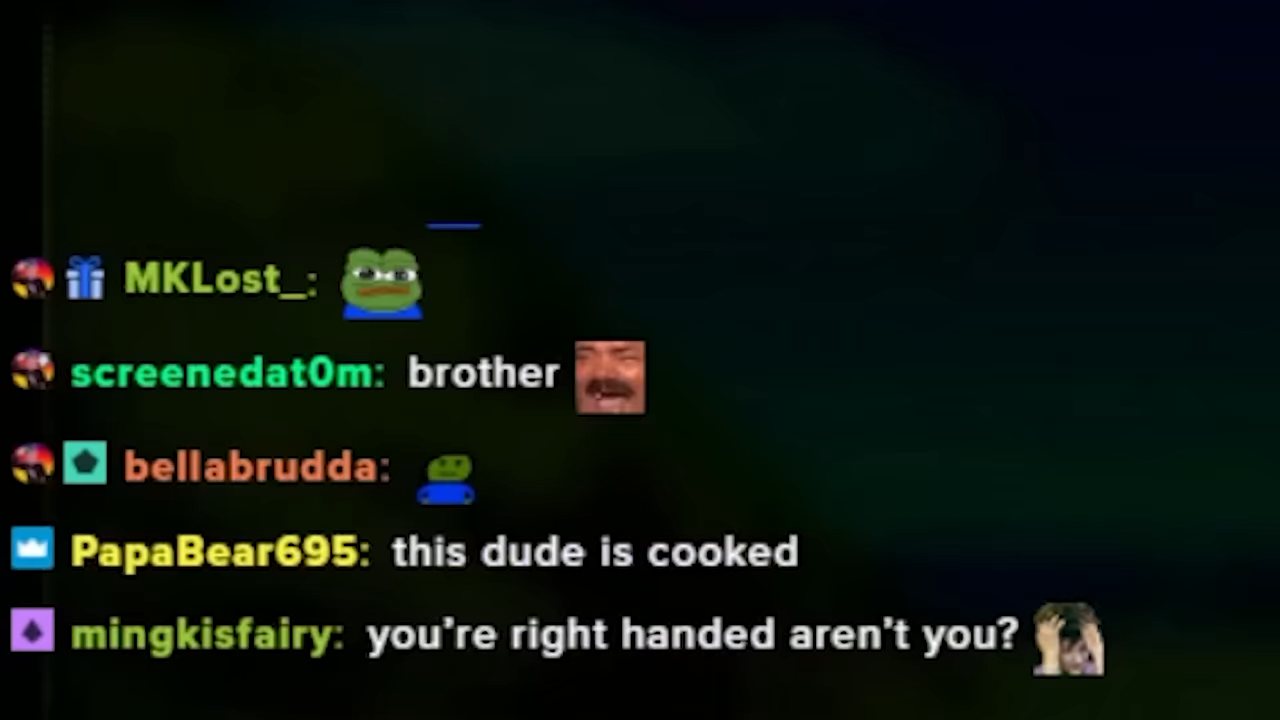 MKLost_:
screenedat0m: brother
bellabrudda:
PapaBear695: this dude is cooked
mingkisfairy: you’re right handed aren’t you?